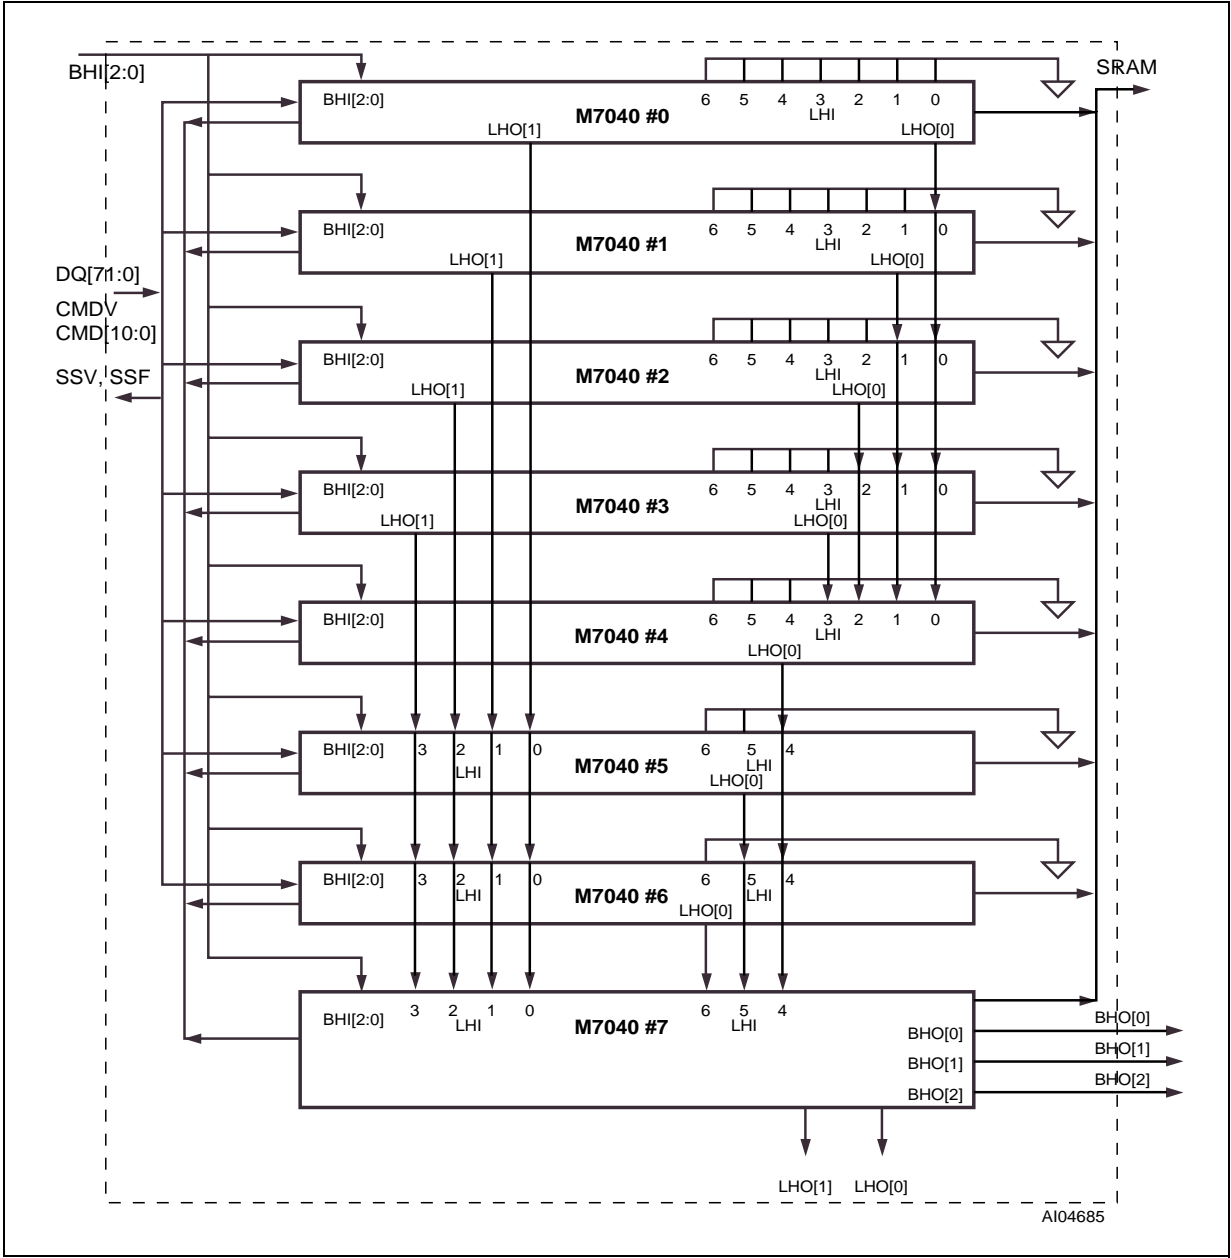 BHI[2:0]
SRAM
BHI[2:0]
6 5 4 3 2 1 0
LHI
M7040 #0
LHO[1]
LHO[0]
BHI[2:0]
6 5 4 3 2 1 0
LHI
M7040 #1
LHO[1]
LHO[0]
DQ[71:0]
CMDV
CMD[10:0]
SSV, SSF
BHI[2:0]
6 5 4 3 2 1 0
LHI
M7040 #2
LHO[1]
LHO[0]
BHI[2:0]
6 5 4 3 2 1 0
LHI
M7040 #3
LHO[1]
LHO[0]
BHI[2:0]
6 5 4 3 2 1 0
LHI
M7040 #4
LHO[0]
BHI[2:0]
3 2 1 0
LHI
M7040 #5
6 5 4
LHI
LHO[0]
BHI[2:0]
3 2 1 0
LHI
M7040 #6
6 5 4
LHI
LHO[0]
BHI[2:0]
3 2 1 0
LHI
M7040 #7
6 5 4
LHI
BHO[0]
BHO[0]
BHO[1]
BHO[1]
BHO[2]
BHO[2]
LHO[1]
LHO[0]
AI04685